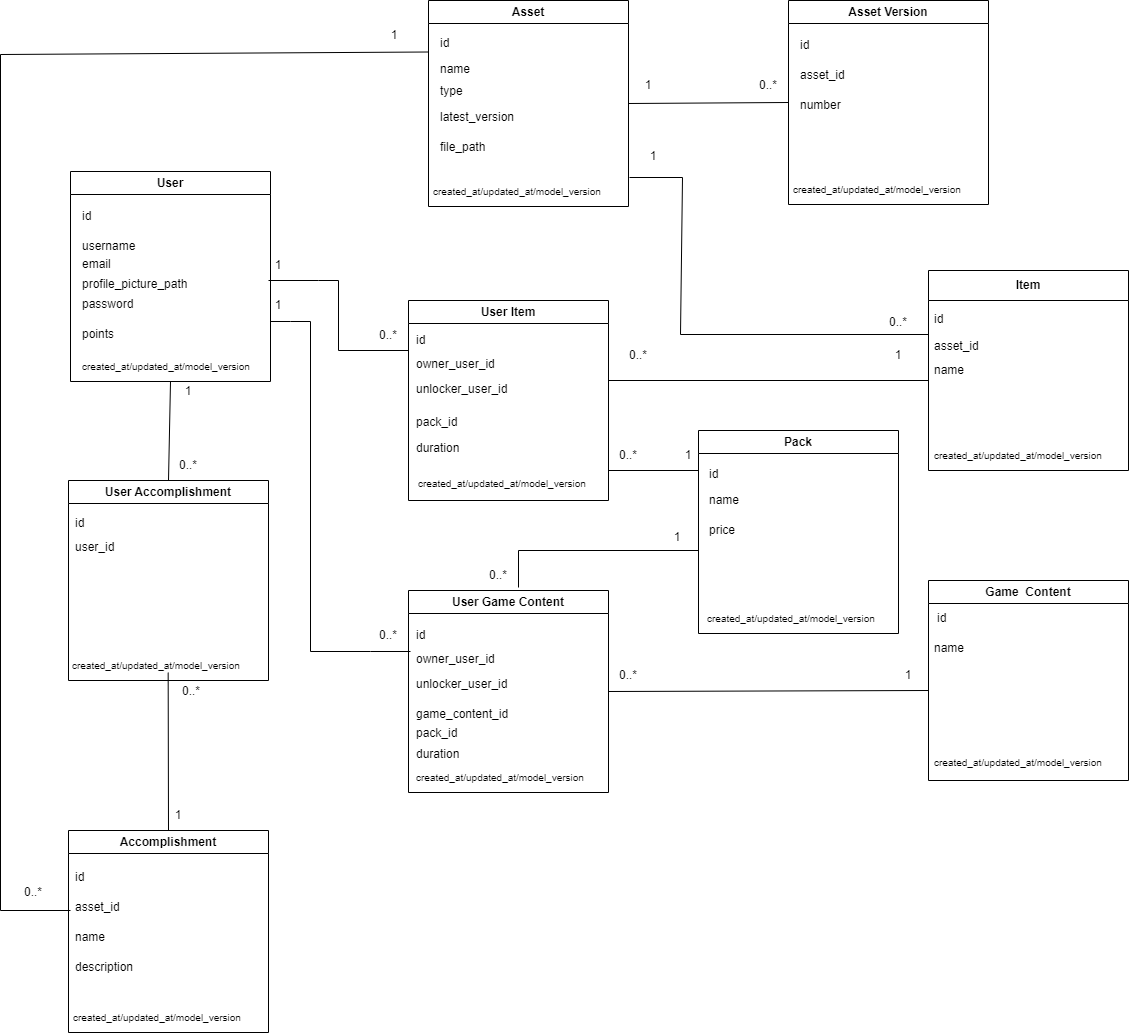 Asset
id
name
type
latest_version
file_path
created_at/updated_at/model_version
Asset Version
id
asset_id
number
created_at/updated_at/model_version
1
1
0..*
1
User
id
username
email
profile_picture_path
password
points
created_at/updated_at/model_version
1
1
0..*
User Item
id
owner_user_id
unlocker_user_id
pack_id
duration
created_at/updated_at/model_version
Item
id
asset_id
name
created_at/updated_at/model_version
0..*
0..*
1
1
0..*
User Accomplishment
id
user_id
created_at/updated_at/model_version
0..*
1
Pack
id
name
price
created_at/updated_at/model_version
1
0..*
User Game Content
id
owner_user_id
unlocker_user_id
game_content_id
pack_id
duration
created_at/updated_at/model_version
0..*
0..*
1
Game  Content
id
name
created_at/updated_at/model_version
0..*
1
Accomplishment
id
asset_id
name
description
created_at/updated_at/model_version
0..*